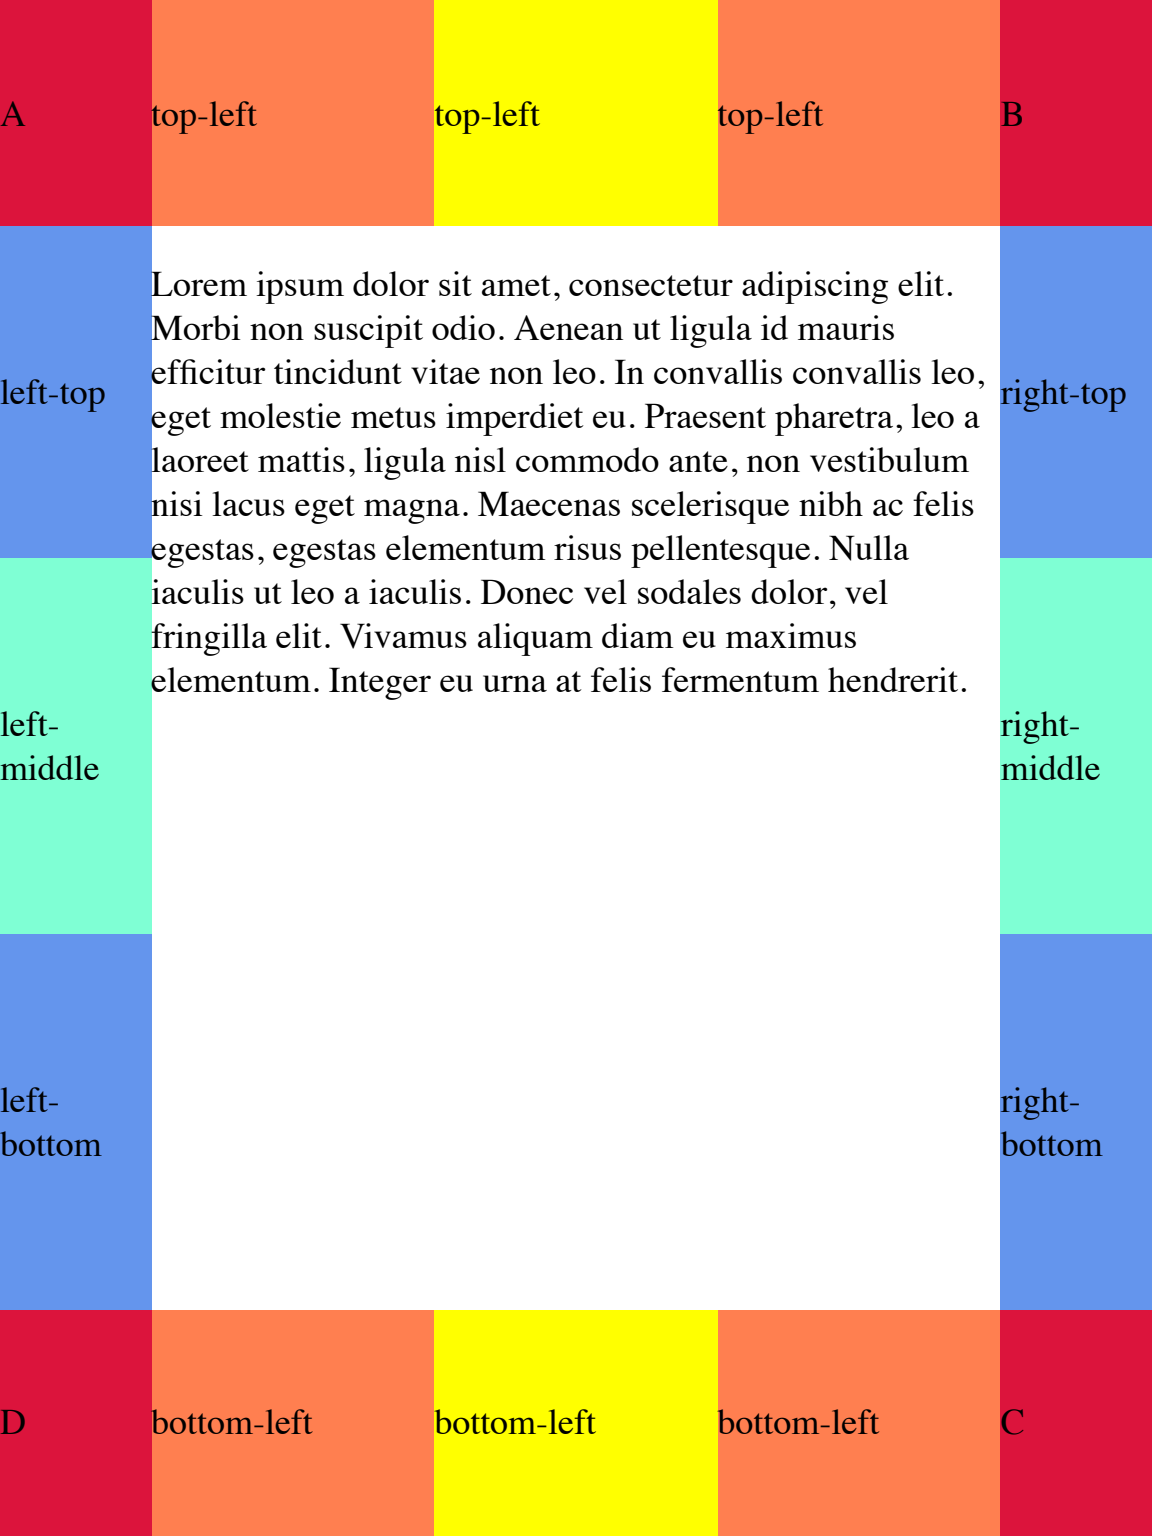 A
top-left
top-left
top-left
B
left-top
Lorem ipsum dolor sit amet, consectetur adipiscing elit.
Morbi non suscipit odio. Aenean ut ligula id mauris
efficitur tincidunt vitae non leo. In convallis convallis leo,
eget molestie metus imperdiet eu. Praesent pharetra, leo a
laoreet mattis, ligula nisl commodo ante, non vestibulum
nisi lacus eget magna. Maecenas scelerisque nibh ac felis
egestas, egestas elementum risus pellentesque. Nulla
iaculis ut leo a iaculis. Donec vel sodales dolor, vel
fringilla elit. Vivamus aliquam diam eu maximus
elementum. Integer eu urna at felis fermentum hendrerit.
right-top
left-
middle
right-
middle
left-
bottom
right-
bottom
D
bottom-left
bottom-left
bottom-left
C